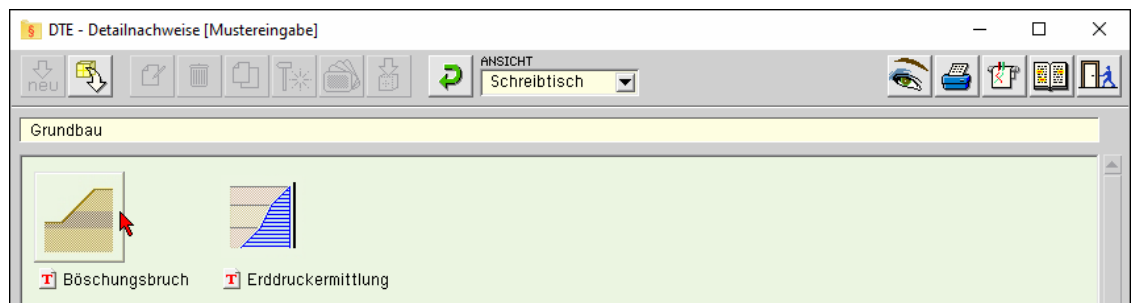 § DTE - Detailnachweise [Mustereingabe]
neu
ANSICHT
Schreibtisch
Grundbau
T Böschungsbruch T Erddruckermittlung